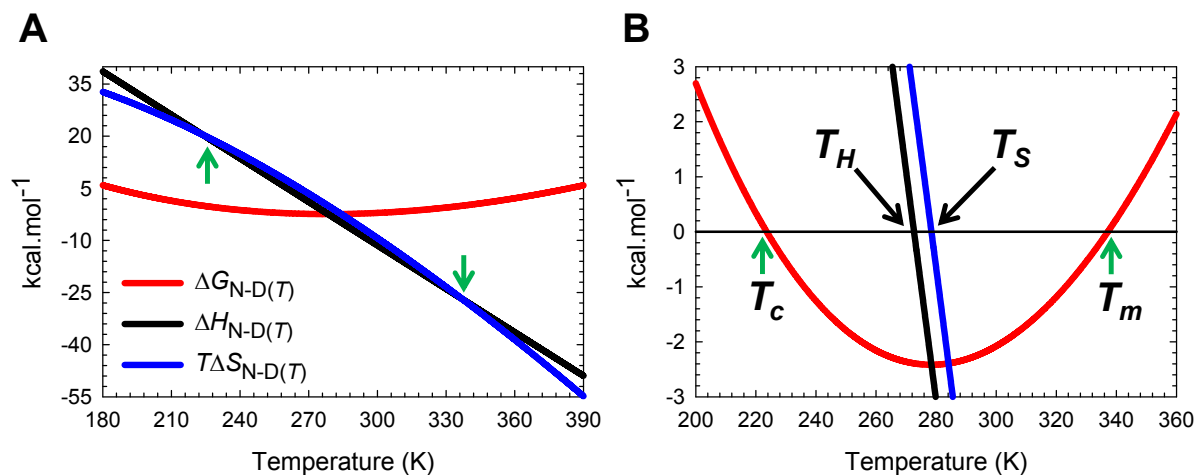 A
kcal.mol-1
35
20
5
-10
-25
-40
-55
ΔGN-D(T)
ΔHN-D(T)
TΔSN-D(T)
180 210 240 270 300 330 360 390
Temperature (K)
B
kcal.mol-1
3
2
1
0
-1
-2
-3
TH
TS
Tc
Tm
200 220 240 260 280 300 320 340 360
Temperature (K)